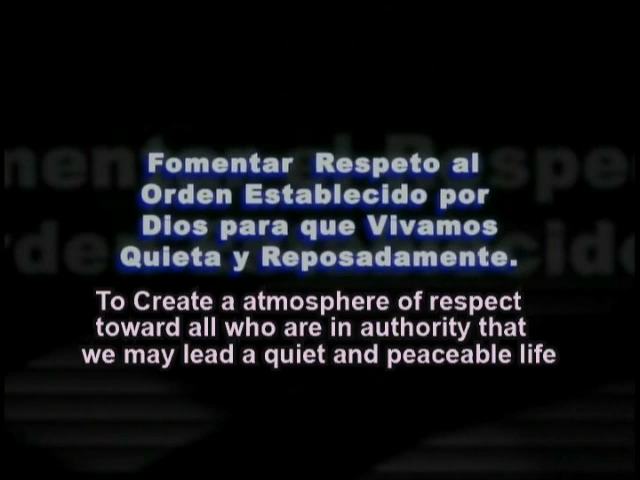 Fomentar Respeto al
Orden Establecido por
Dios para que Vivamos
Quieta y Reposadamente.
To Create a atmosphere of respect
toward all who are in authority that
we may lead a quiet and peaceable life